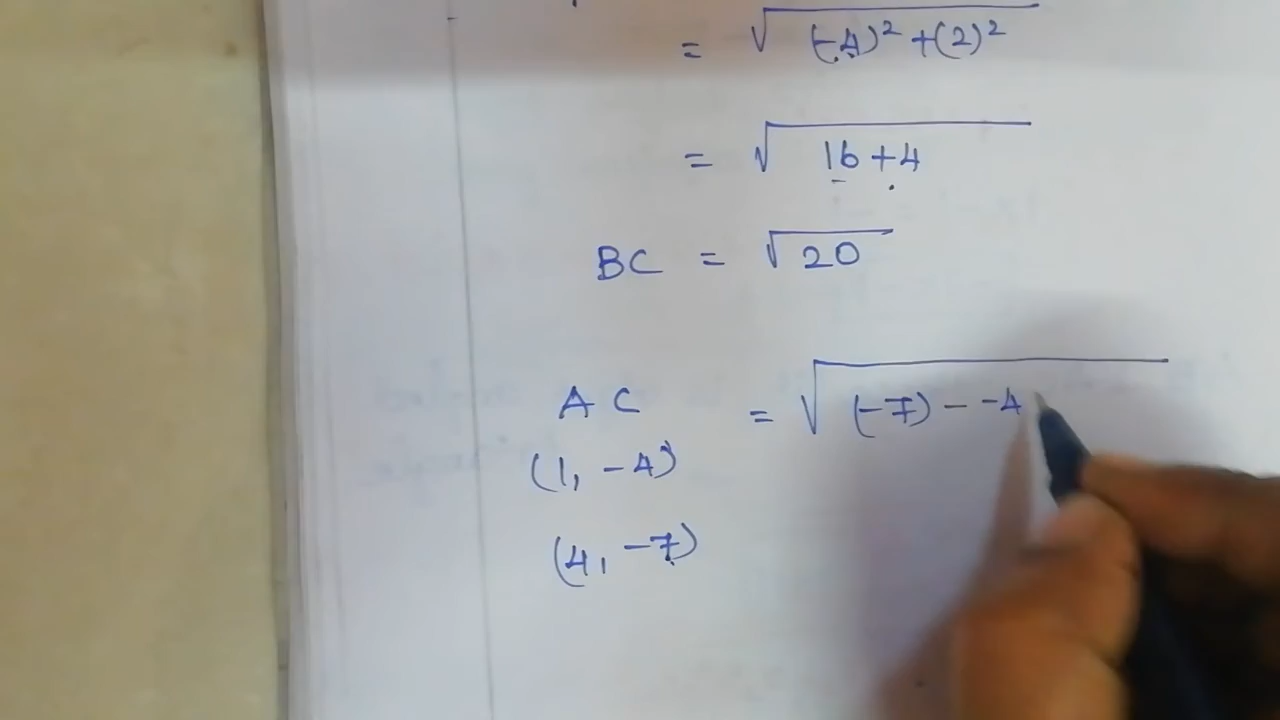 = √(-4)² + (2)²
= √16 + 4
BC = √20
AC = √(-7) - -4
(1, -4)
(4, -7)